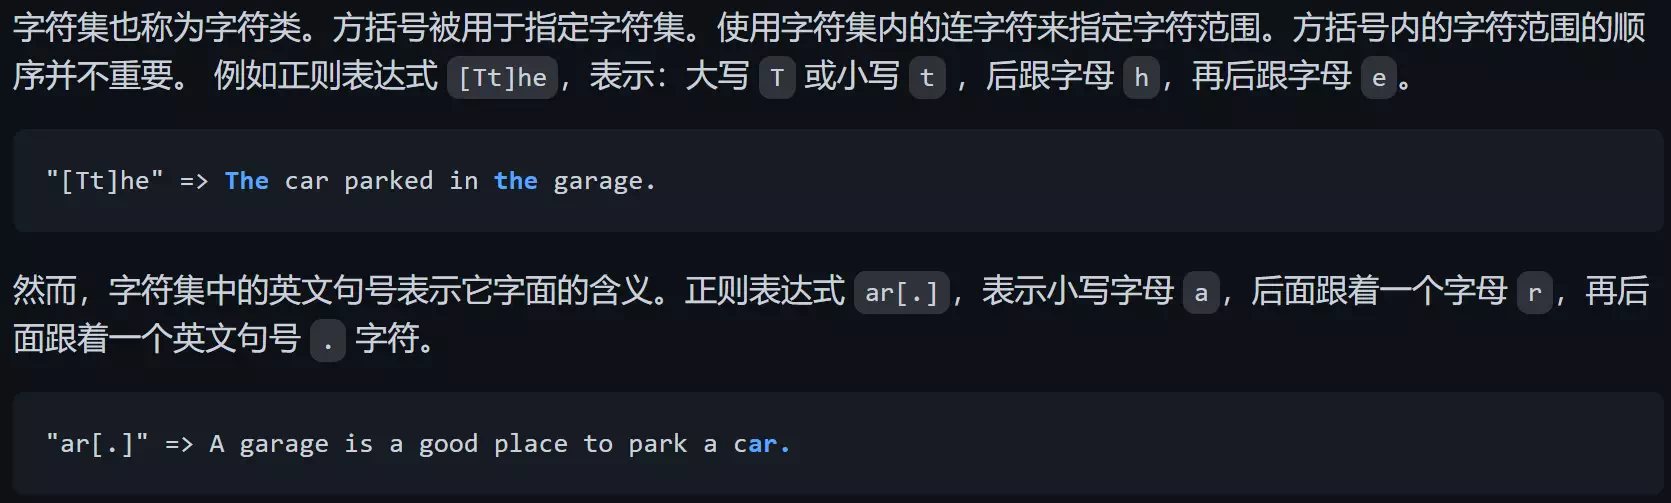 字符集也称为字符类。方括号被用于指定字符集。使用字符集内的连字符来指定字符范围。方括号内的字符范围的顺
序并不重要。 例如正则表达式 [Tt]he，表示：大写 T 或小写 t ，后跟字母 h，再后跟字母 e。
"[Tt]he" => The car parked in the garage.
然而，字符集中的英文句号表示它字面的含义。正则表达式 ar[.]，表示小写字母 a，后面跟着一个字母 r，再后
面跟着一个英文句号 . 字符。
"ar[.]" => A garage is a good place to park a car.